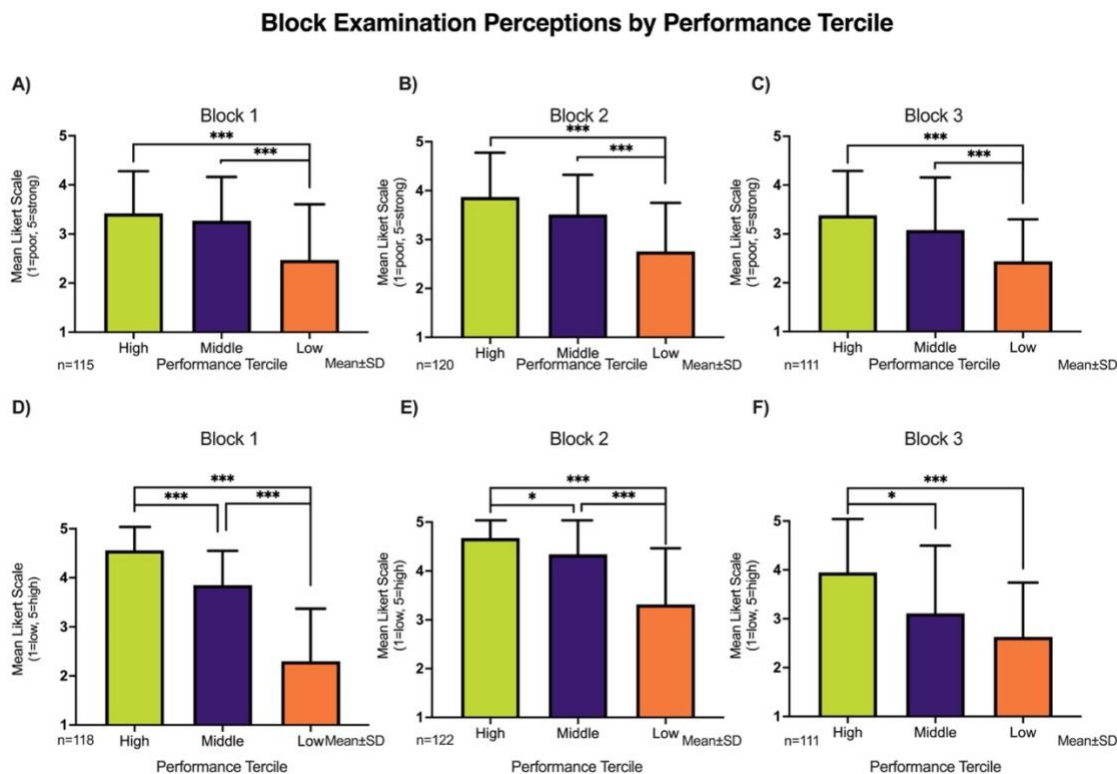 Block Examination Perceptions by Performance Tercile
A)
Block 1
***
***
Mean Likert Scale
(1=poor, 5=strong)
5
4
3
2
1
High
Middle
Low
n=115
Performance Tercile
Mean±SD
B)
Block 2
***
***
Mean Likert Scale
(1=poor, 5=strong)
5
4
3
2
1
High
Middle
Low
n=120
Performance Tercile
Mean±SD
C)
Block 3
***
***
Mean Likert Scale
(1=poor, 5=strong)
5
4
3
2
1
High
Middle
Low
n=111
Performance Tercile
Mean±SD
D)
Block 1
***
***
***
Mean Likert Scale
(1=low, 5=high)
5
4
3
2
1
High
Middle
Low
n=118
Mean±SD
Performance Tercile
E)
Block 2
***
*
***
Mean Likert Scale
(1=low, 5=high)
5
4
3
2
1
High
Middle
Low
n=122
Mean±SD
Performance Tercile
F)
Block 3
***
*
Mean Likert Scale
(1=low, 5=high)
5
4
3
2
1
High
Middle
Low
n=111
Mean±SD
Performance Tercile